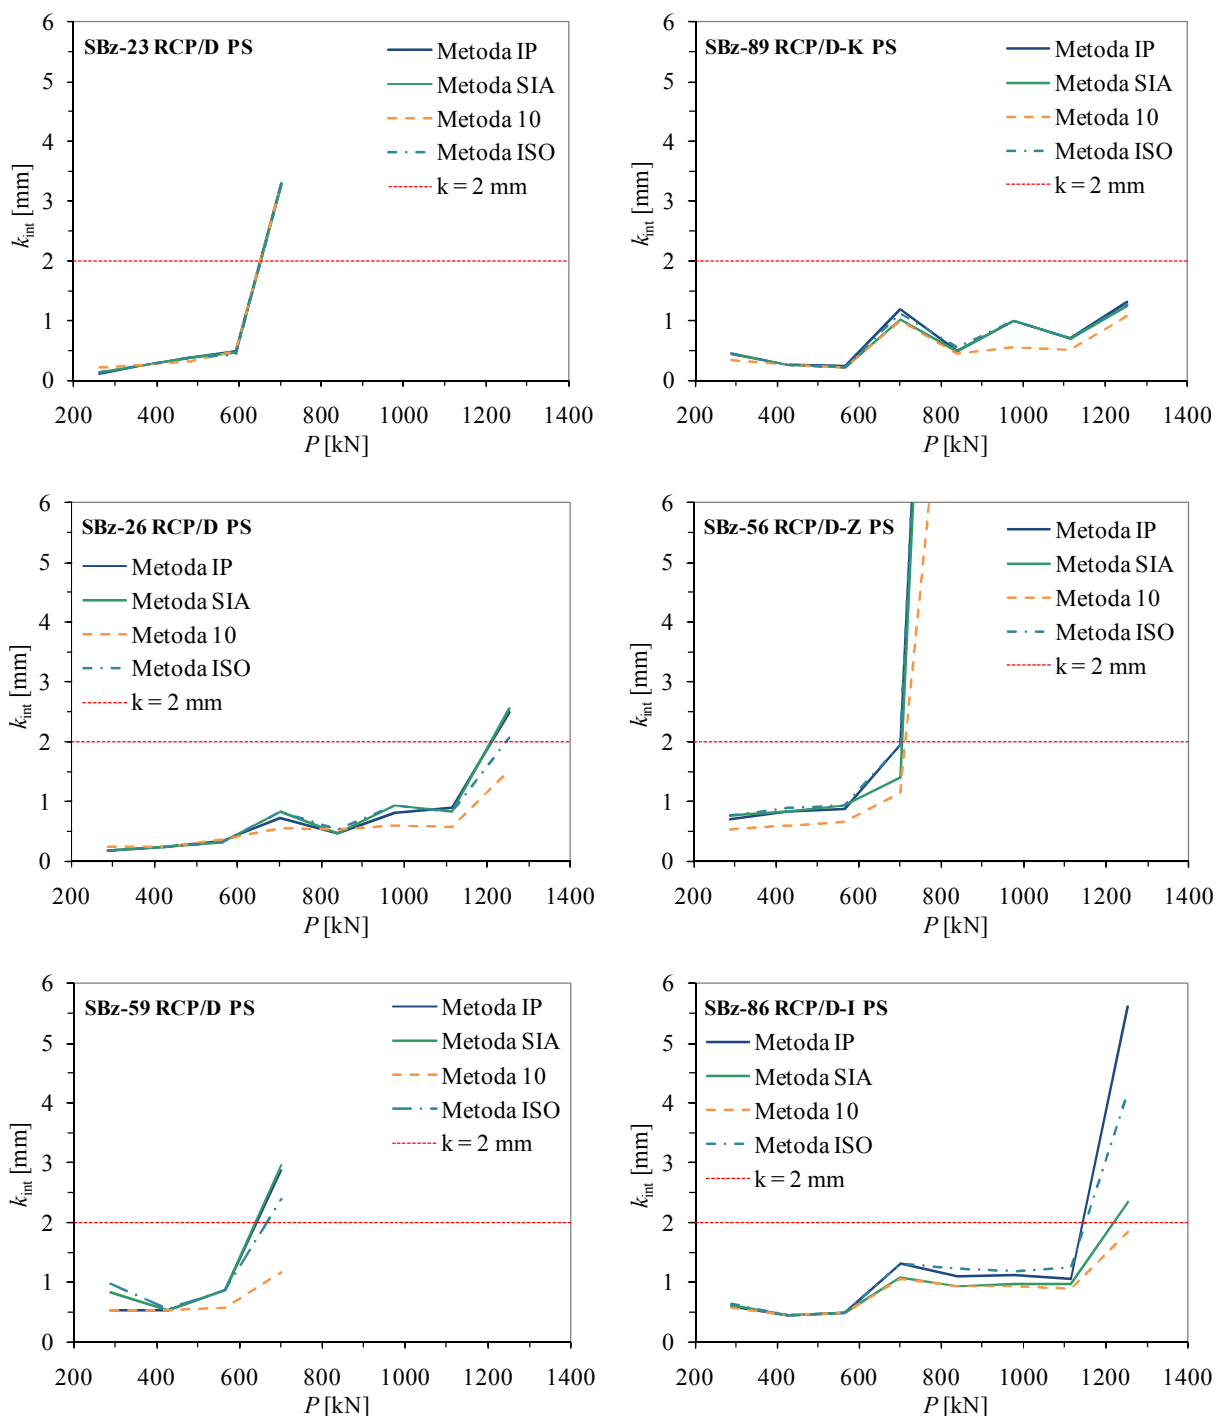 SBz-23 RCP/D PS
Metoda IP
Metoda SIA
Metoda 10
Metoda ISO
k = 2 mm
k_int [mm]
6
5
4
3
2
1
0
200 400 600 800 1000 1200 1400
P [kN]
SBz-89 RCP/D-K PS
Metoda IP
Metoda SIA
Metoda 10
Metoda ISO
k = 2 mm
k_int [mm]
6
5
4
3
2
1
0
200 400 600 800 1000 1200 1400
P [kN]
SBz-26 RCP/D PS
Metoda IP
Metoda SIA
Metoda 10
Metoda ISO
k = 2 mm
k_int [mm]
6
5
4
3
2
1
0
200 400 600 800 1000 1200 1400
P [kN]
SBz-56 RCP/D-Z PS
Metoda IP
Metoda SIA
Metoda 10
Metoda ISO
k = 2 mm
k_int [mm]
6
5
4
3
2
1
0
200 400 600 800 1000 1200 1400
P [kN]
SBz-59 RCP/D PS
Metoda IP
Metoda SIA
Metoda 10
Metoda ISO
k = 2 mm
k_int [mm]
6
5
4
3
2
1
0
200 400 600 800 1000 1200 1400
P [kN]
SBz-86 RCP/D-I PS
Metoda IP
Metoda SIA
Metoda 10
Metoda ISO
k = 2 mm
k_int [mm]
6
5
4
3
2
1
0
200 400 600 800 1000 1200 1400
P [kN]